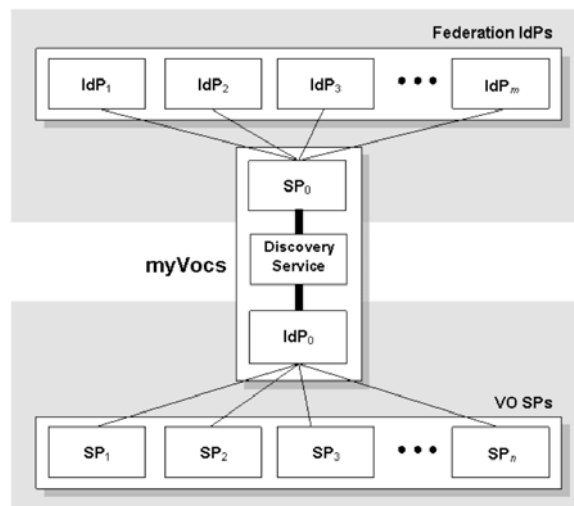 Federation IdPs
IdP₁ IdP₂ IdP₃ ••• IdPₘ
SP₀
Discovery
Service
myVocs
IdP₀
VO SPs
SP₁ SP₂ SP₃ ••• SPₙ